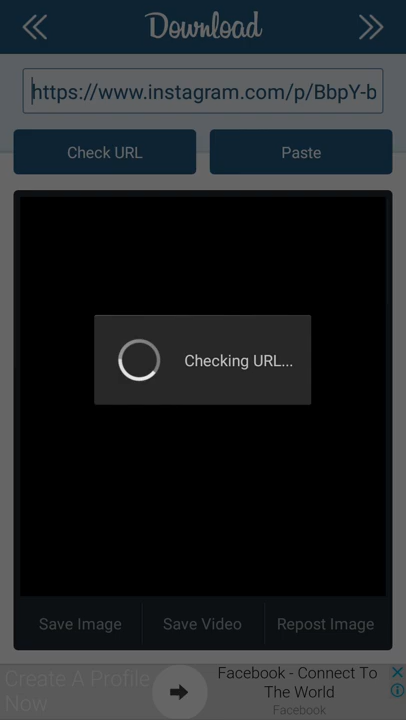 Download
https://www.instagram.com/p/BbpY-b
Check URL
Paste
Checking URL...
Save Image
Save Video
Repost Image
Create A Profile
Now
Facebook - Connect To
The World
Facebook